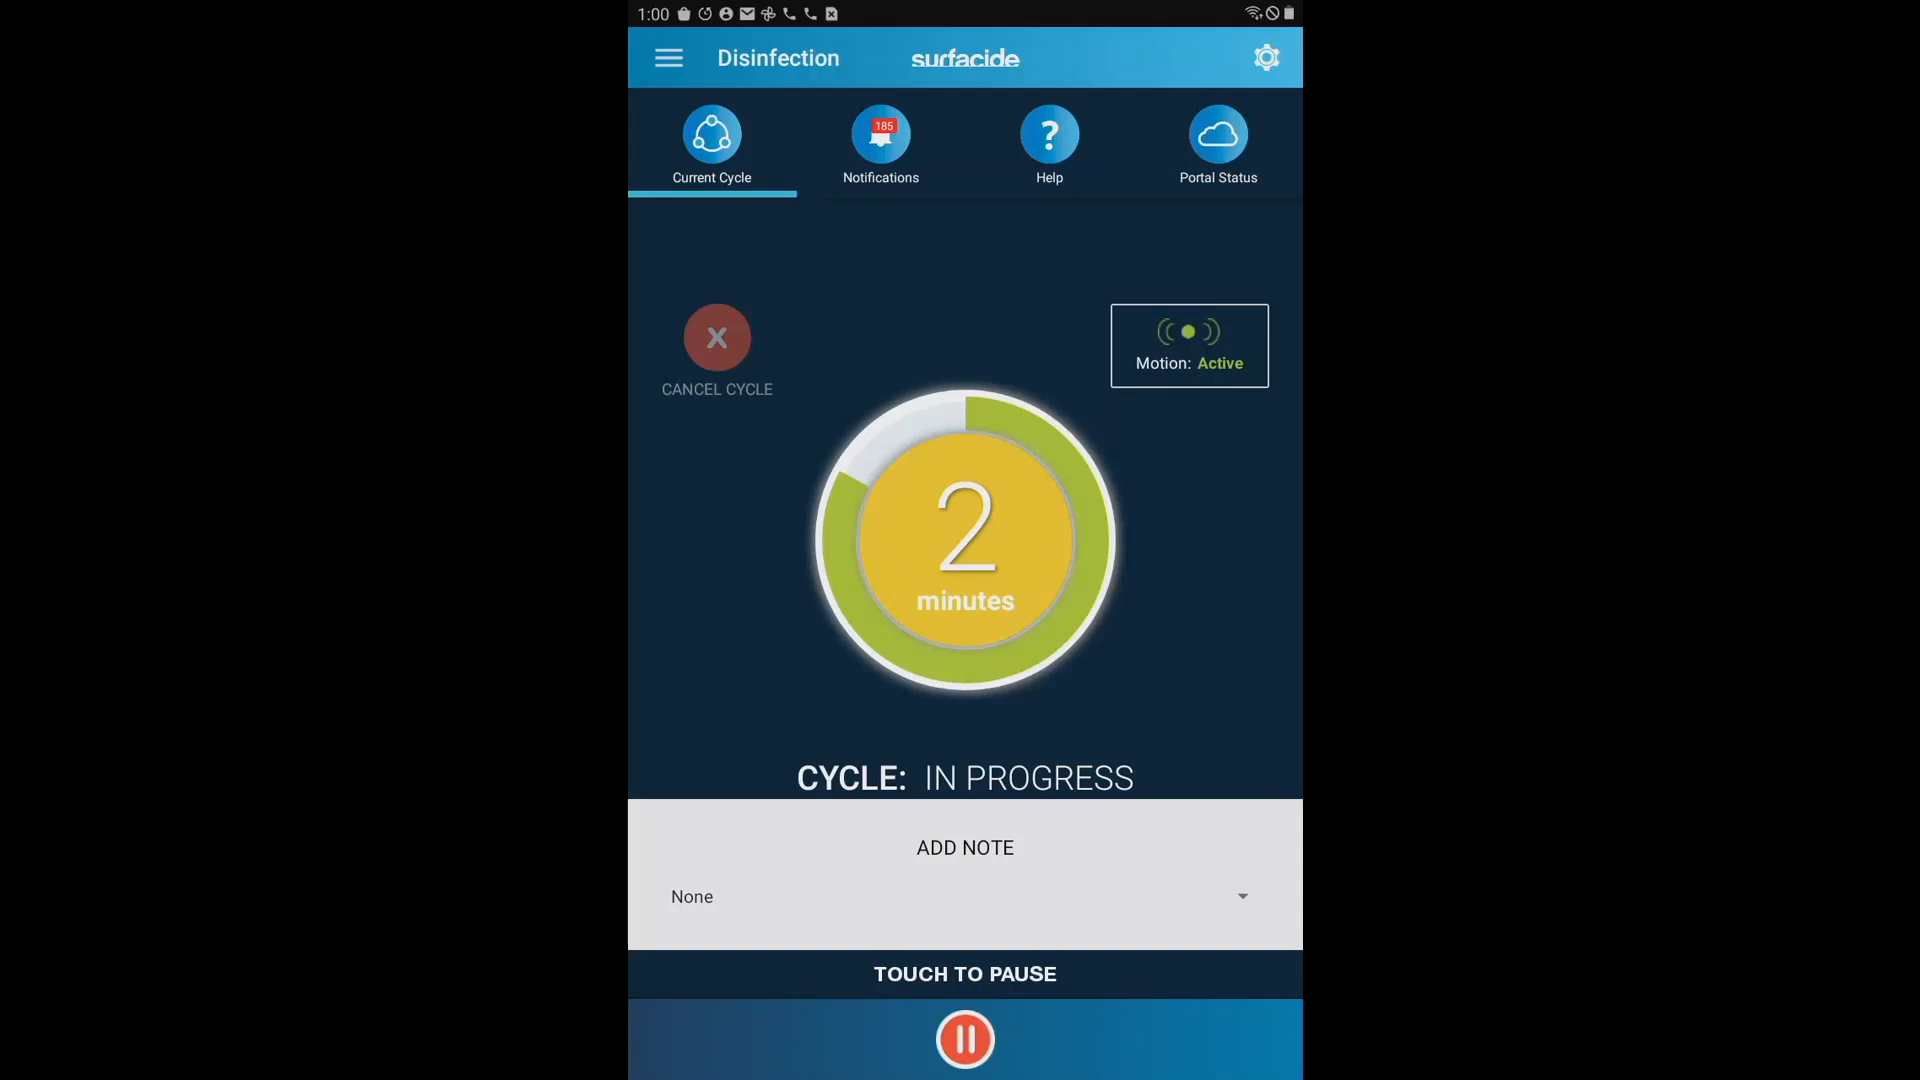 1:00
Disinfection
surfacide
185
Current Cycle
Notifications
?
Help
Portal Status
X
CANCEL CYCLE
Motion: Active
2
minutes
CYCLE: IN PROGRESS
ADD NOTE
None
TOUCH TO PAUSE